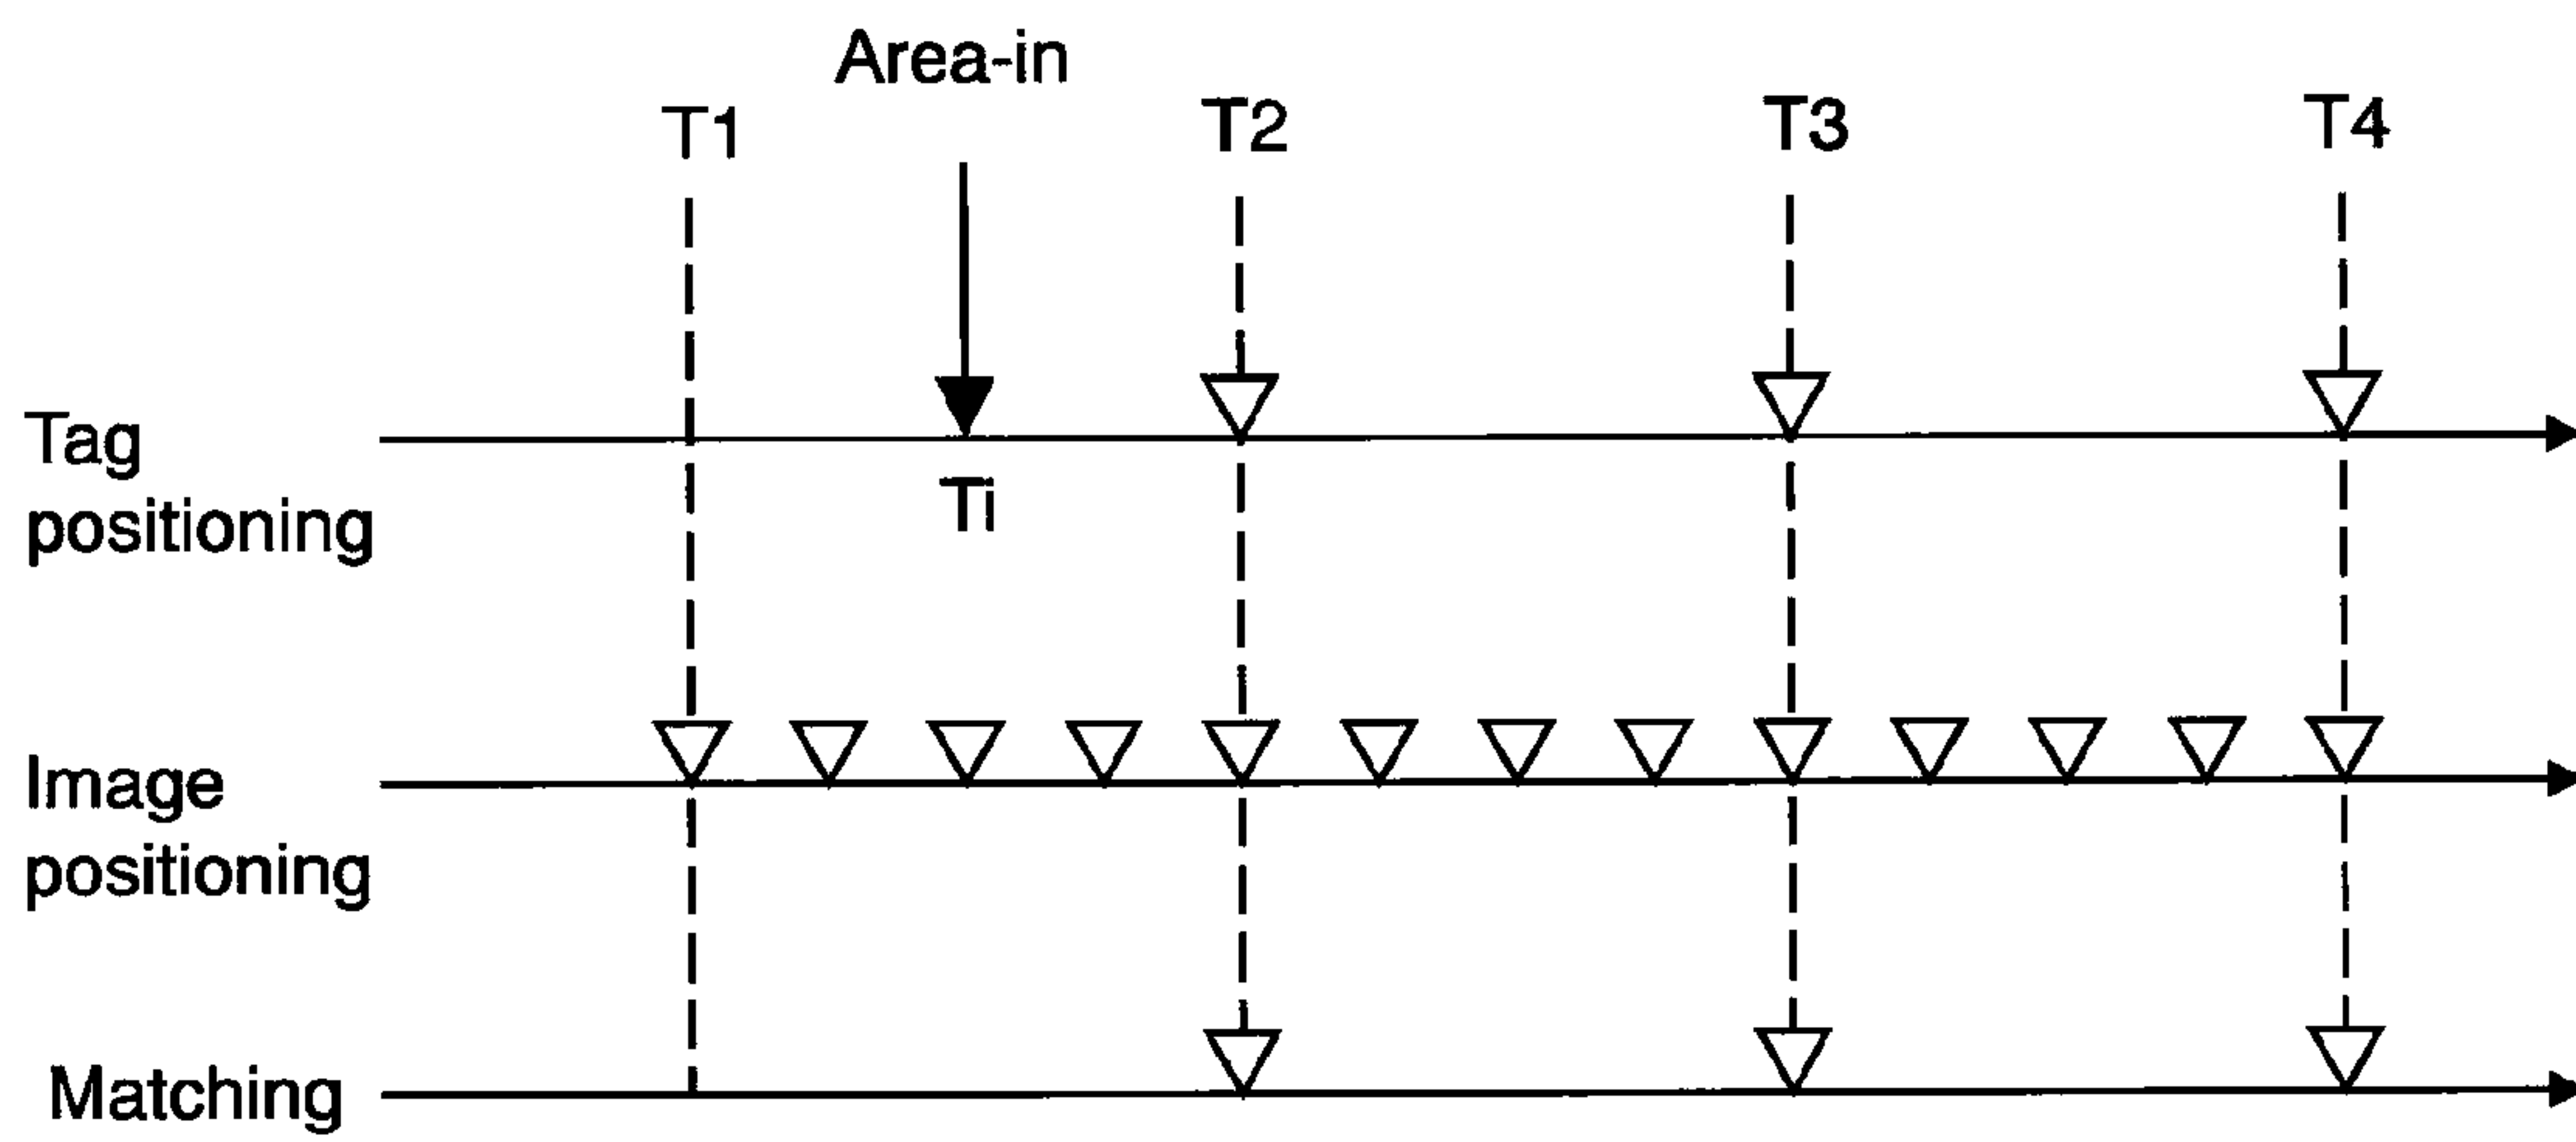 Area-in
T1
T2
T3
T4
Tag
positioning
Ti
Image
positioning
Matching